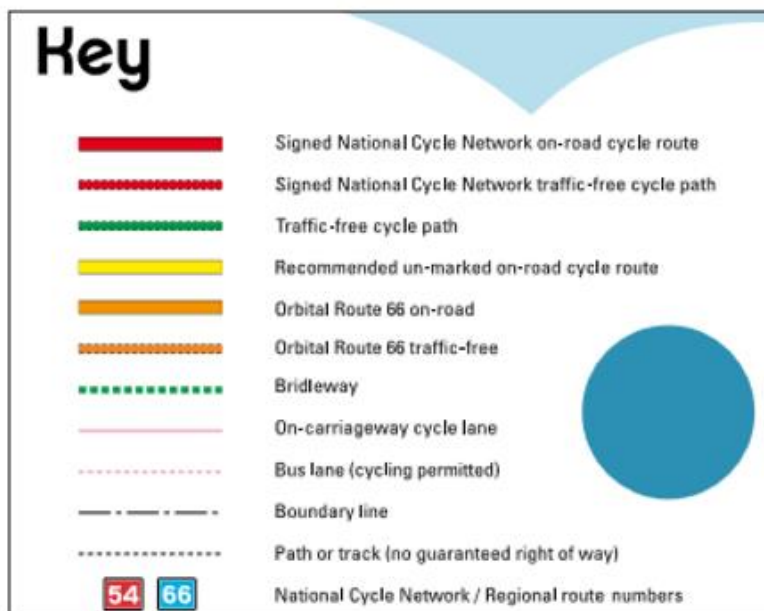 Key
Signed National Cycle Network on-road cycle route
Signed National Cycle Network traffic-free cycle path
Traffic-free cycle path
Recommended un-marked on-road cycle route
Orbital Route 66 on-road
Orbital Route 66 traffic-free
Bridleway
On-carriageway cycle lane
Bus lane (cycling permitted)
Boundary line
Path or track (no guaranteed right of way)
54 66 National Cycle Network / Regional route numbers